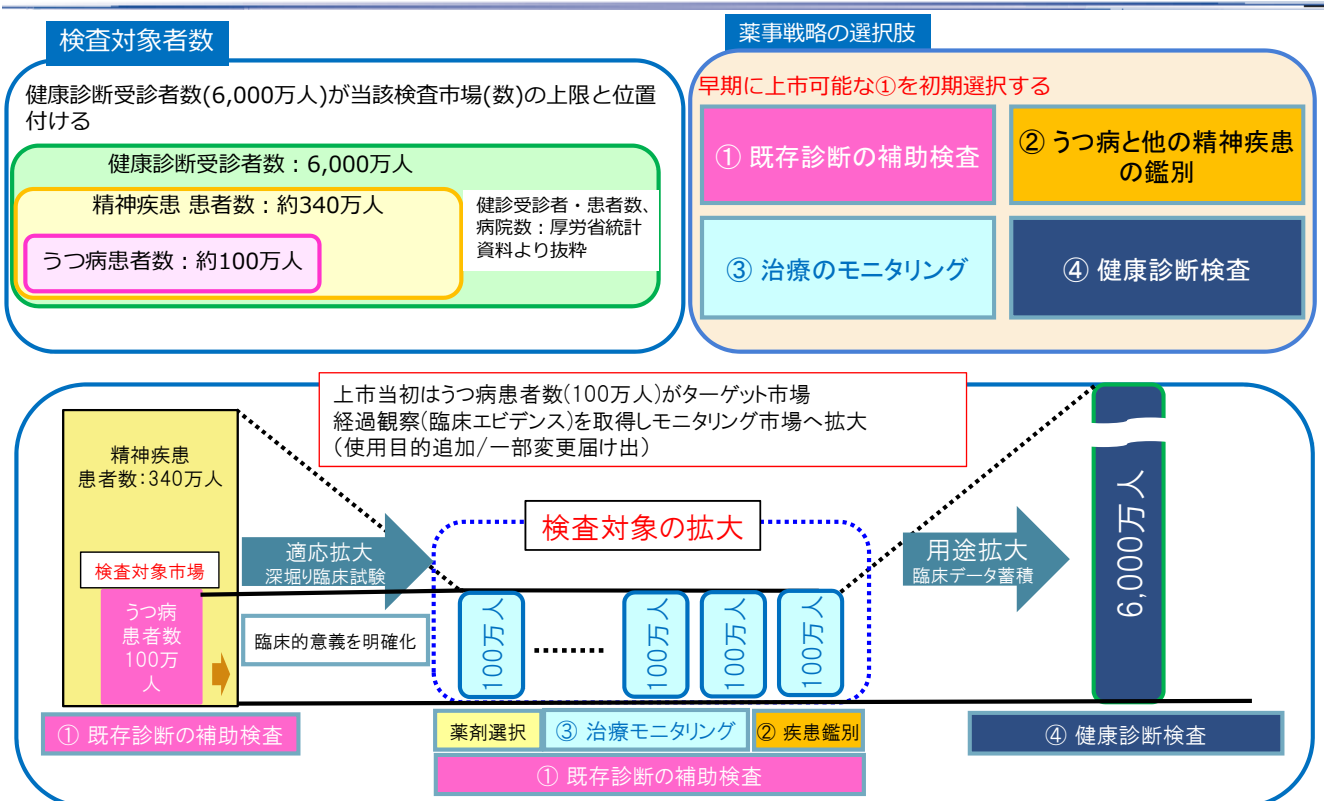 検査対象者数
健康診断受診者数(6,000万人)が当該検査市場(数)の上限と位置
付ける
健康診断受診者数：6,000万人
精神疾患 患者数：約340万人
うつ病患者数：約100万人
健診受診者・患者数、
病院数：厚労省統計
資料より抜粋
薬事戦略の選択肢
早期に上市可能な①を初期選択する
① 既存診断の補助検査
② うつ病と他の精神疾患
の鑑別
③ 治療のモニタリング
④ 健康診断検査
上市当初はうつ病患者数(100万人)がターゲット市場
経過観察(臨床エビデンス)を取得しモニタリング市場へ拡大
(使用目的追加/一部変更届け出)
精神疾患
患者数:340万人
検査対象市場
うつ病
患者数
100万
人
適応拡大
深堀り臨床試験
臨床的意義を明確化
検査対象の拡大
100万人
100万人
100万人
100万人
用途拡大
臨床データ蓄積
6,000万人
① 既存診断の補助検査
薬剤選択
③ 治療モニタリング
② 疾患鑑別
① 既存診断の補助検査
④ 健康診断検査